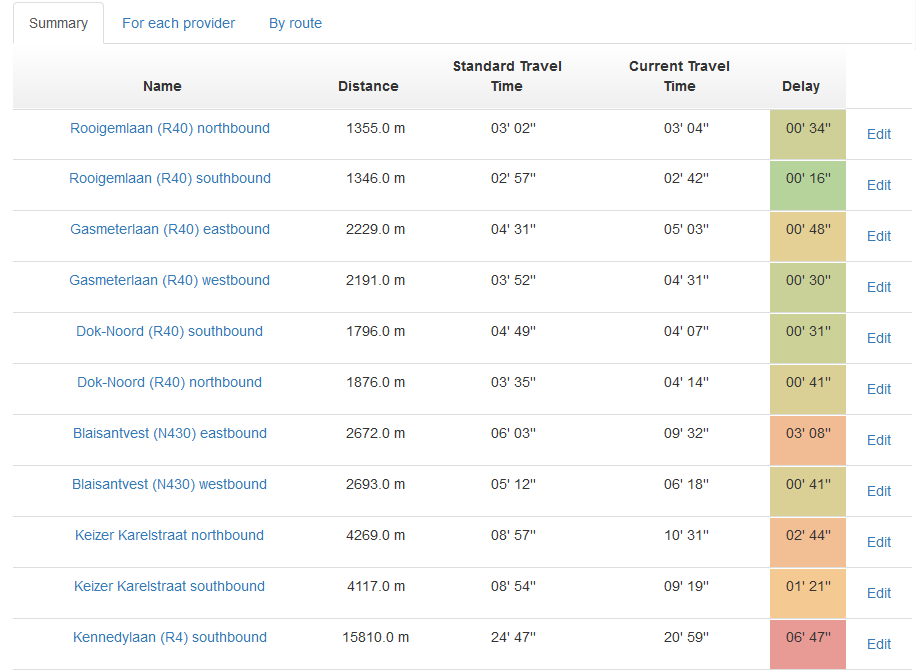 Summary For each provider By route
Name Distance Standard Travel Time Current Travel Time Delay
Rooigemlaan (R40) northbound 1355.0 m 03' 02" 03' 04" 00' 34" Edit
Rooigemlaan (R40) southbound 1346.0 m 02' 57" 02' 42" 00' 16" Edit
Gasmeterlaan (R40) eastbound 2229.0 m 04' 31" 05' 03" 00' 48" Edit
Gasmeterlaan (R40) westbound 2191.0 m 03' 52" 04' 31" 00' 30" Edit
Dok-Noord (R40) southbound 1796.0 m 04' 49" 04' 07" 00' 31" Edit
Dok-Noord (R40) northbound 1876.0 m 03' 35" 04' 14" 00' 41" Edit
Blaisantvest (N430) eastbound 2672.0 m 06' 03" 09' 32" 03' 08" Edit
Blaisantvest (N430) westbound 2693.0 m 05' 12" 06' 18" 00' 41" Edit
Keizer Karelstraat northbound 4269.0 m 08' 57" 10' 31" 02' 44" Edit
Keizer Karelstraat southbound 4117.0 m 08' 54" 09' 19" 01' 21" Edit
Kennedylaan (R4) southbound 15810.0 m 24' 47" 20' 59" 06' 47" Edit